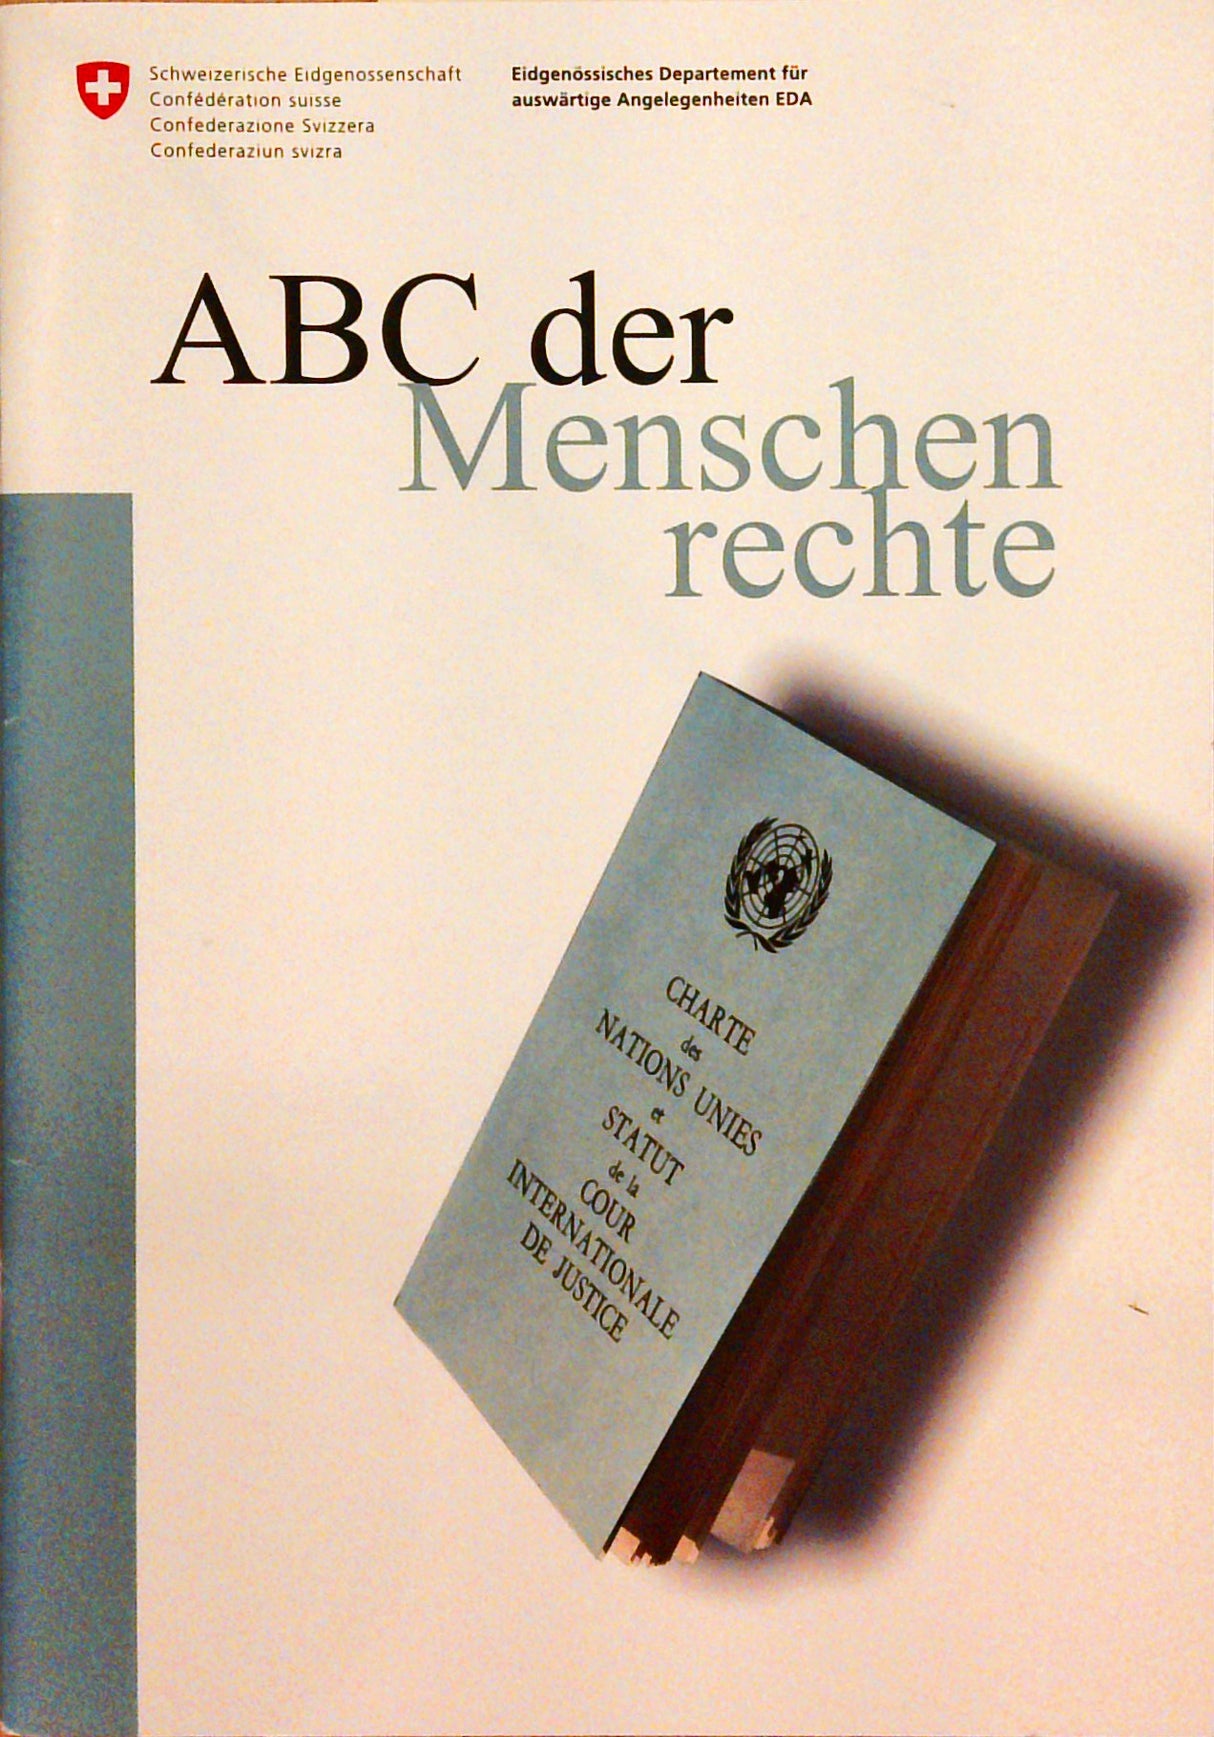 Schweizerische Eidgenossenschaft
Confédération suisse
Confederazione Svizzera
Confederaziun svizra
Eidgenössisches Departement für
auswärtige Angelegenheiten EDA
ABC der
Menschen
rechte
CHARTE
des
NATIONS UNIES
et
STATUT
de la
COUR
INTERNATIONALE
DE JUSTICE